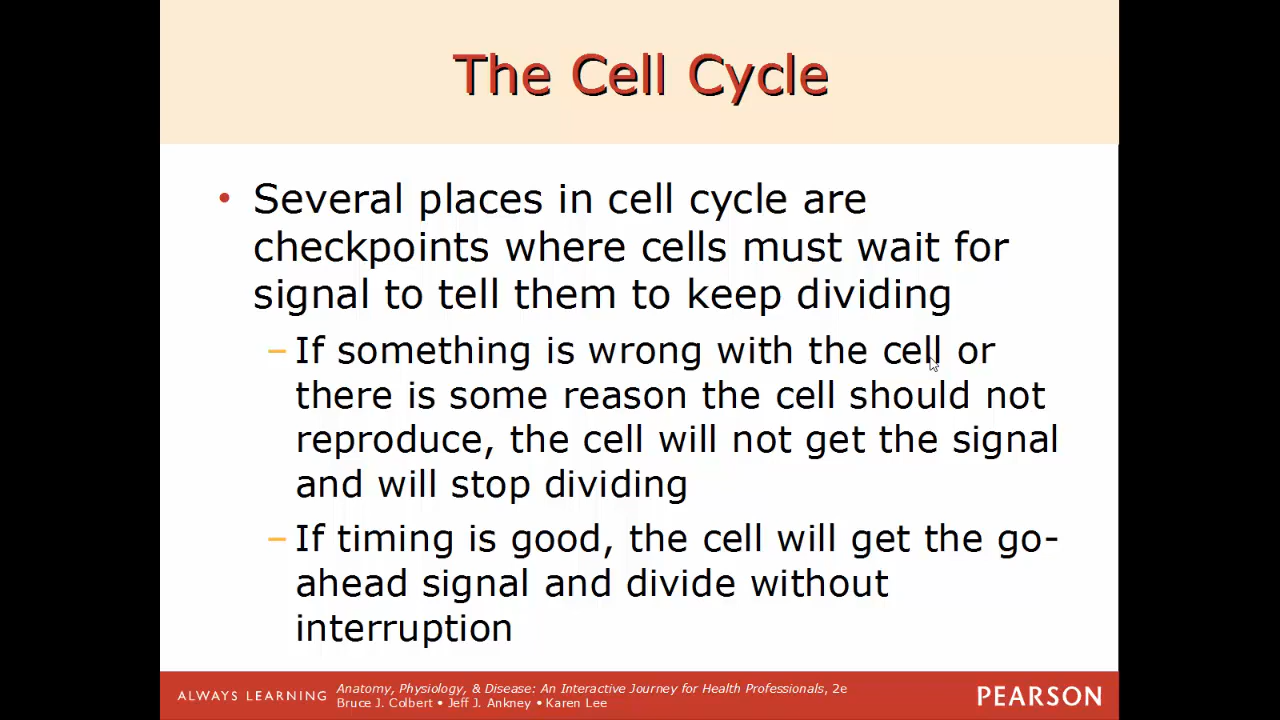 The Cell Cycle
• Several places in cell cycle are
checkpoints where cells must wait for
signal to tell them to keep dividing
– If something is wrong with the cell or
there is some reason the cell should not
reproduce, the cell will not get the signal
and will stop dividing
– If timing is good, the cell will get the go-
ahead signal and divide without
interruption
ALWAYS LEARNING
Anatomy, Physiology, & Disease: An Interactive Journey for Health Professionals, 2e
Bruce J. Colbert • Jeff J. Ankney • Karen Lee
PEARSON